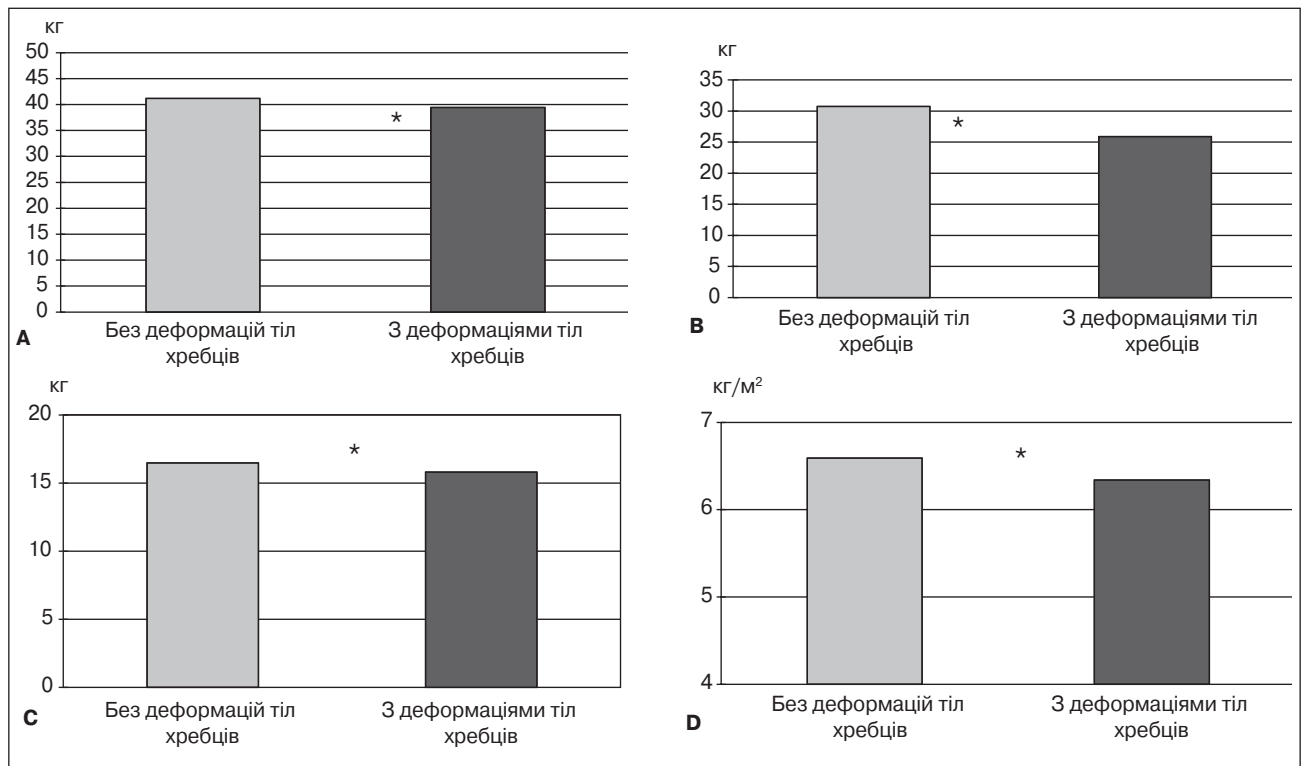 кг
50
45
40
35
30
25
20
15
10
5
0
*
Без деформацій тіл
хребців
З деформаціями тіл
хребців
A
кг
35
30
25
20
15
10
5
0
*
Без деформацій тіл
хребців
З деформаціями тіл
хребців
B
кг
20
15
10
5
0
*
Без деформацій тіл
хребців
З деформаціями тіл
хребців
C
кг/м²
7
6
5
4
*
Без деформацій тіл
хребців
З деформаціями тіл
хребців
D